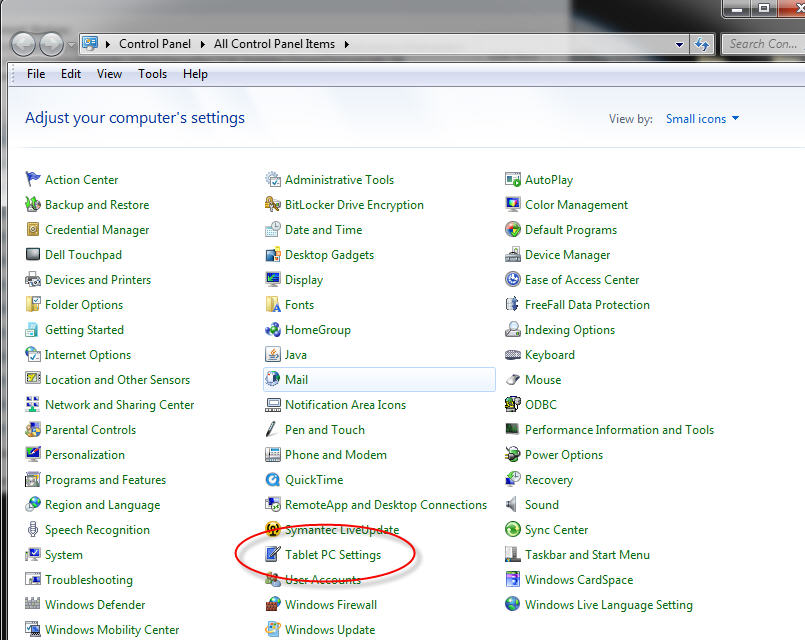 Control Panel All Control Panel Items Search Con...
File Edit View Tools Help
Adjust your computer's settings
View by: Small icons
Action Center Administrative Tools AutoPlay
Backup and Restore BitLocker Drive Encryption Color Management
Credential Manager Date and Time Default Programs
Dell Touchpad Desktop Gadgets Device Manager
Devices and Printers Display Ease of Access Center
Folder Options Fonts FreeFall Data Protection
Getting Started HomeGroup Indexing Options
Internet Options Java Keyboard
Location and Other Sensors Mail Mouse
Network and Sharing Center Notification Area Icons ODBC
Parental Controls Pen and Touch Performance Information and Tools
Personalization Phone and Modem Power Options
Programs and Features QuickTime Recovery
Region and Language RemoteApp and Desktop Connections Sound
Speech Recognition Symantec LiveUpdate Sync Center
System Tablet PC Settings Taskbar and Start Menu
Troubleshooting User Accounts Windows CardSpace
Windows Defender Windows Firewall Windows Live Language Setting
Windows Mobility Center Windows Update